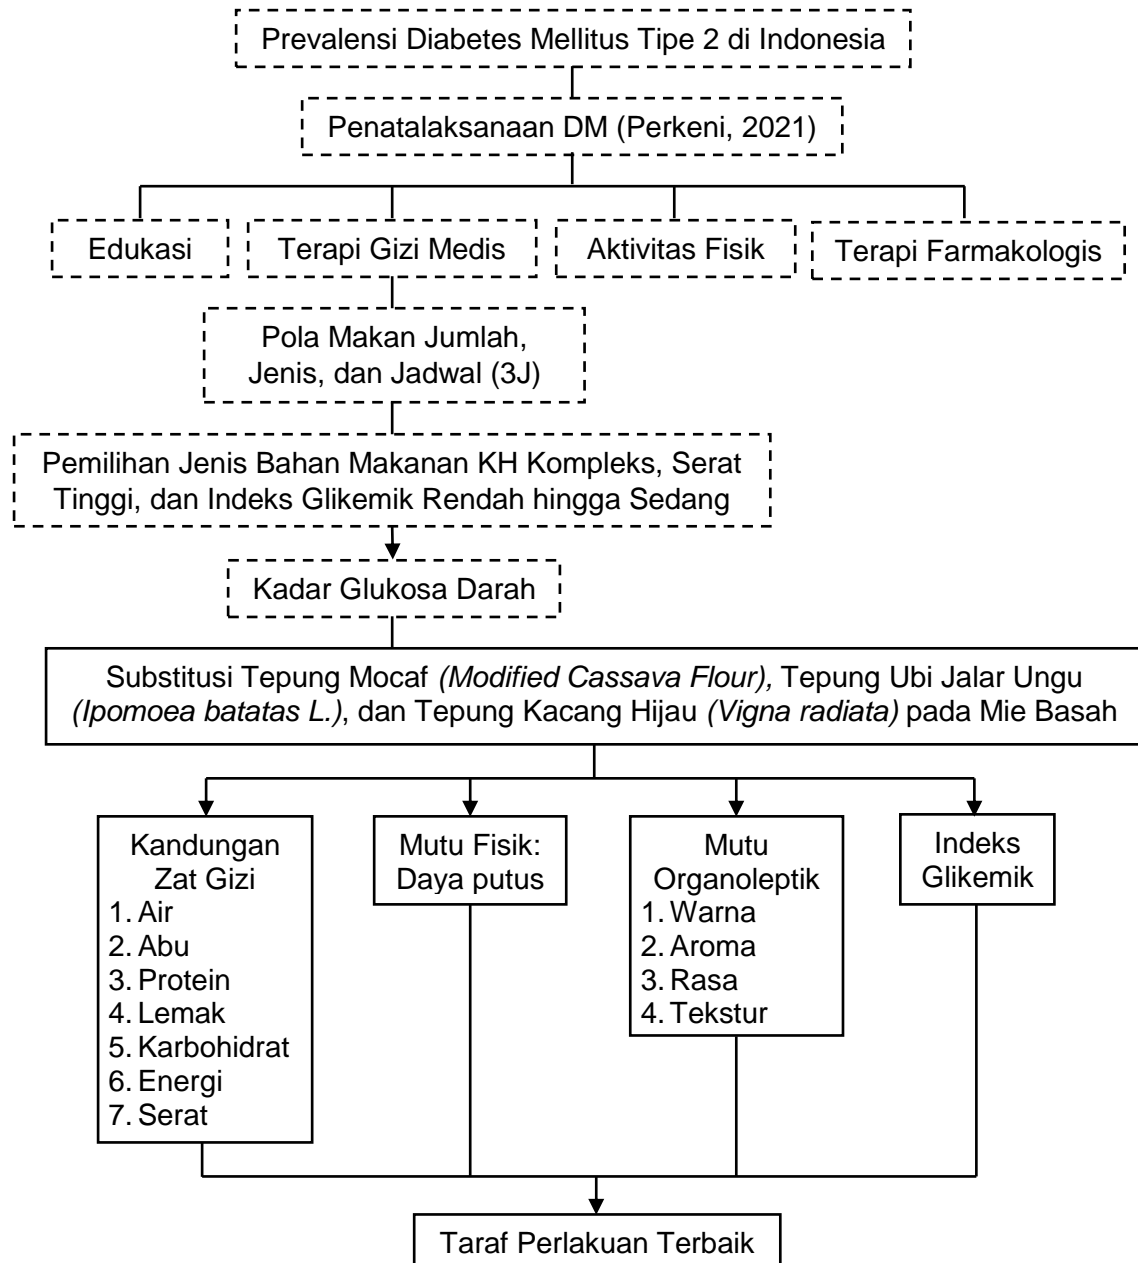 Prevalensi Diabetes Mellitus Tipe 2 di Indonesia
Penatalaksanaan DM (Perkeni, 2021)
Edukasi
Terapi Gizi Medis
Aktivitas Fisik
Terapi Farmakologis
Pola Makan Jumlah,
Jenis, dan Jadwal (3J)
Pemilihan Jenis Bahan Makanan KH Kompleks, Serat
Tinggi, dan Indeks Glikemik Rendah hingga Sedang
Kadar Glukosa Darah
Substitusi Tepung Mocaf (Modified Cassava Flour), Tepung Ubi Jalar Ungu
(Ipomoea batatas L.), dan Tepung Kacang Hijau (Vigna radiata) pada Mie Basah
Kandungan
Zat Gizi
1. Air
2. Abu
3. Protein
4. Lemak
5. Karbohidrat
6. Energi
7. Serat
Mutu Fisik:
Daya putus
Mutu
Organoleptik
1. Warna
2. Aroma
3. Rasa
4. Tekstur
Indeks
Glikemik
Taraf Perlakuan Terbaik